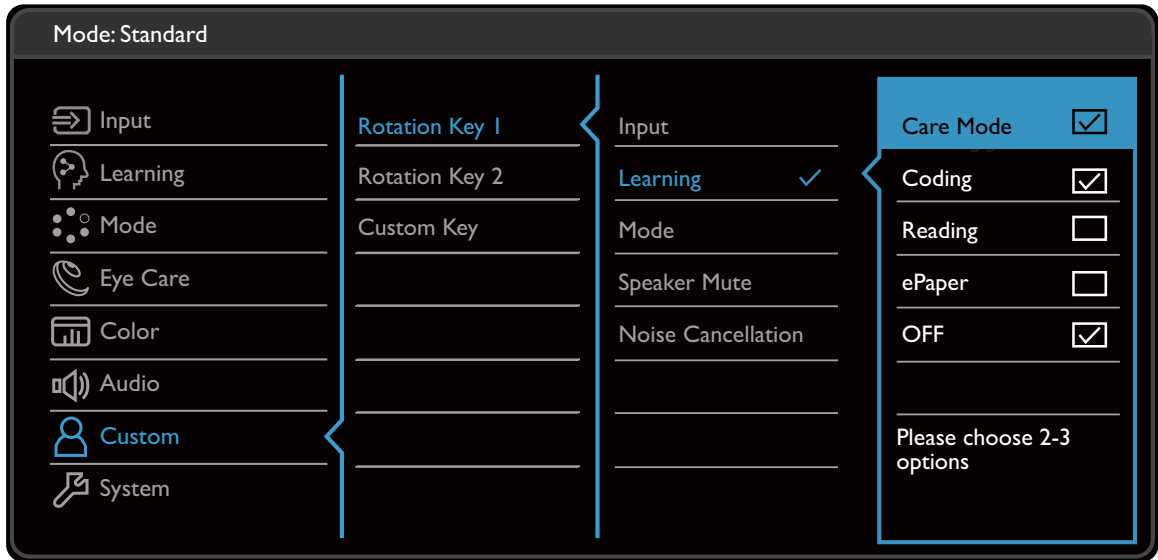 Mode: Standard
Input
Learning
Mode
Eye Care
Color
Audio
Custom
System
Rotation Key 1
Rotation Key 2
Custom Key
Input
Learning
Mode
Speaker Mute
Noise Cancellation
Care Mode
Coding
Reading
ePaper
OFF
Please choose 2-3
options